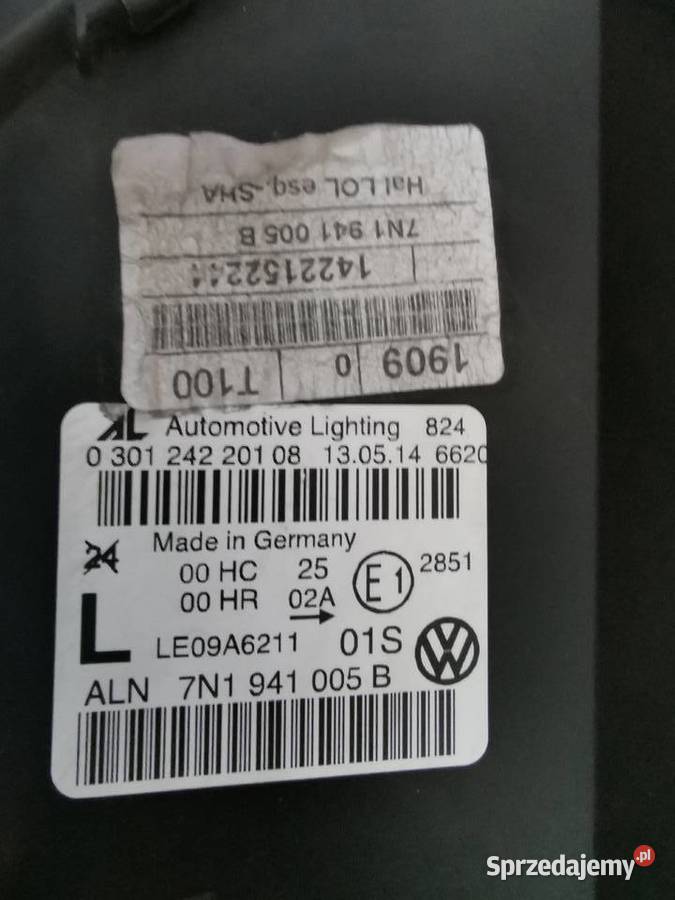 Hal LOL esq.-SHA
7N1 941 005 B
1909 0 T100
AL Automotive Lighting 824
0 301 242 201 08 13.05.14 6620
Made in Germany
24
00 HC 25 E1 2851
00 HR 02A
L LE09A6211 01S VW
ALN 7N1 941 005 B
Sprzedajemy.pl